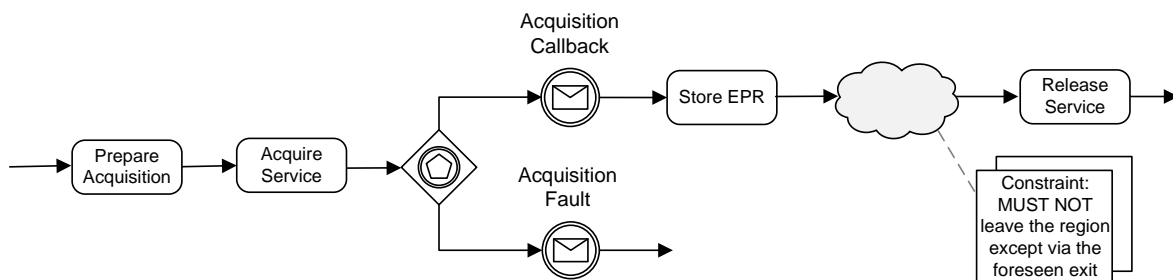 Acquisition
Callback
Store EPR
Release
Service
Prepare
Acquisition
Acquire
Service
Acquisition
Fault
Constraint:
MUST NOT
leave the region
except via the
foreseen exit